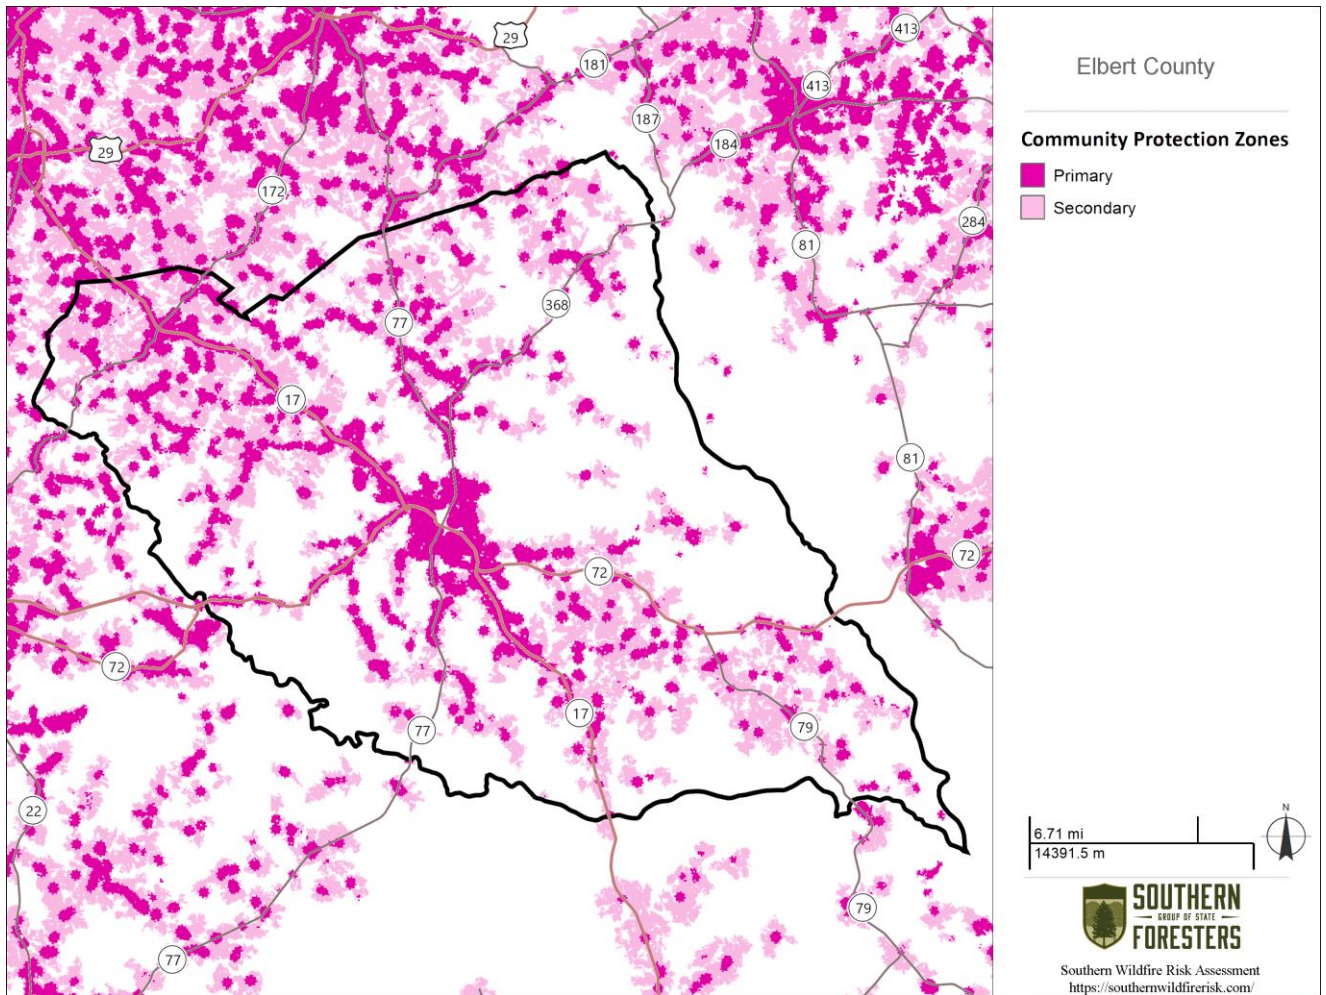 Elbert County
Community Protection Zones
Primary
Secondary
29
413
181
413
187
184
29
172
284
81
368
77
17
81
72
72
72
17
79
77
22
79
77
N
6.71 mi
14391.5 m
SOUTHERN
GROUP OF STATE
FORESTERS
Southern Wildfire Risk Assessment
https://southernwildfirerisk.com/